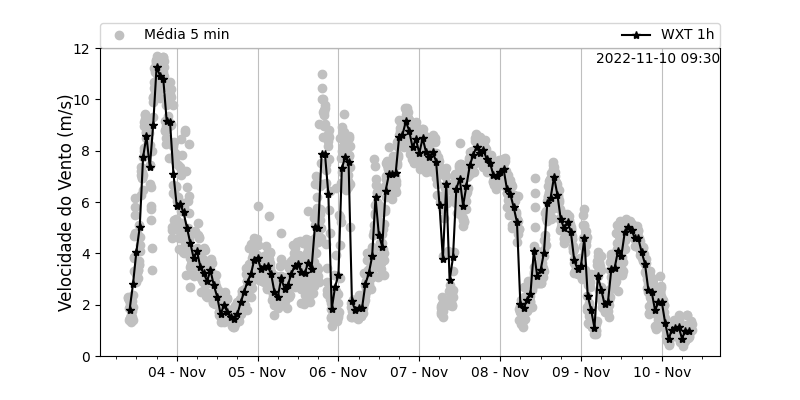 Média 5 min
WXT 1h
2022-11-10 09:30
Velocidade do Vento (m/s)
12
10
8
6
4
2
0
04 - Nov
05 - Nov
06 - Nov
07 - Nov
08 - Nov
09 - Nov
10 - Nov